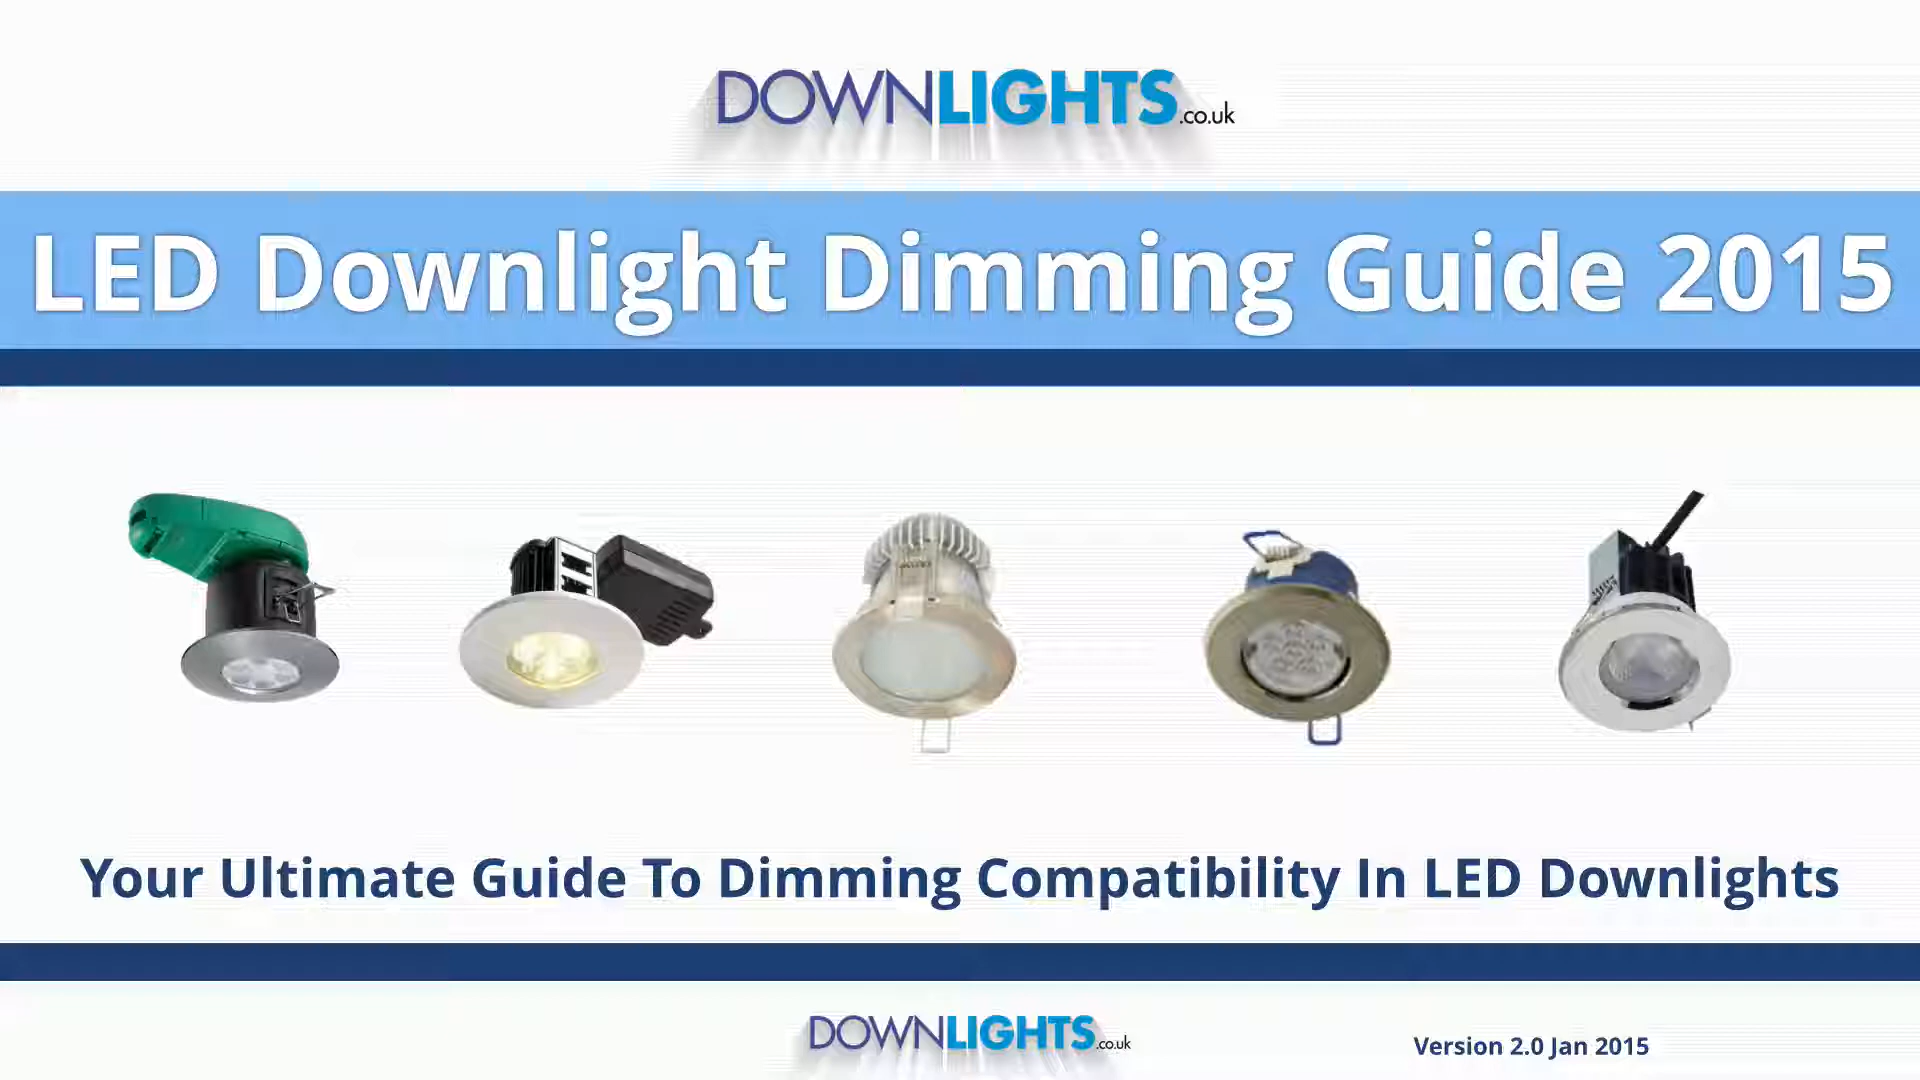 DOWNLIGHTS.co.uk
LED Downlight Dimming Guide 2015
Your Ultimate Guide To Dimming Compatibility In LED Downlights
DOWNLIGHTS.co.uk
Version 2.0 Jan 2015